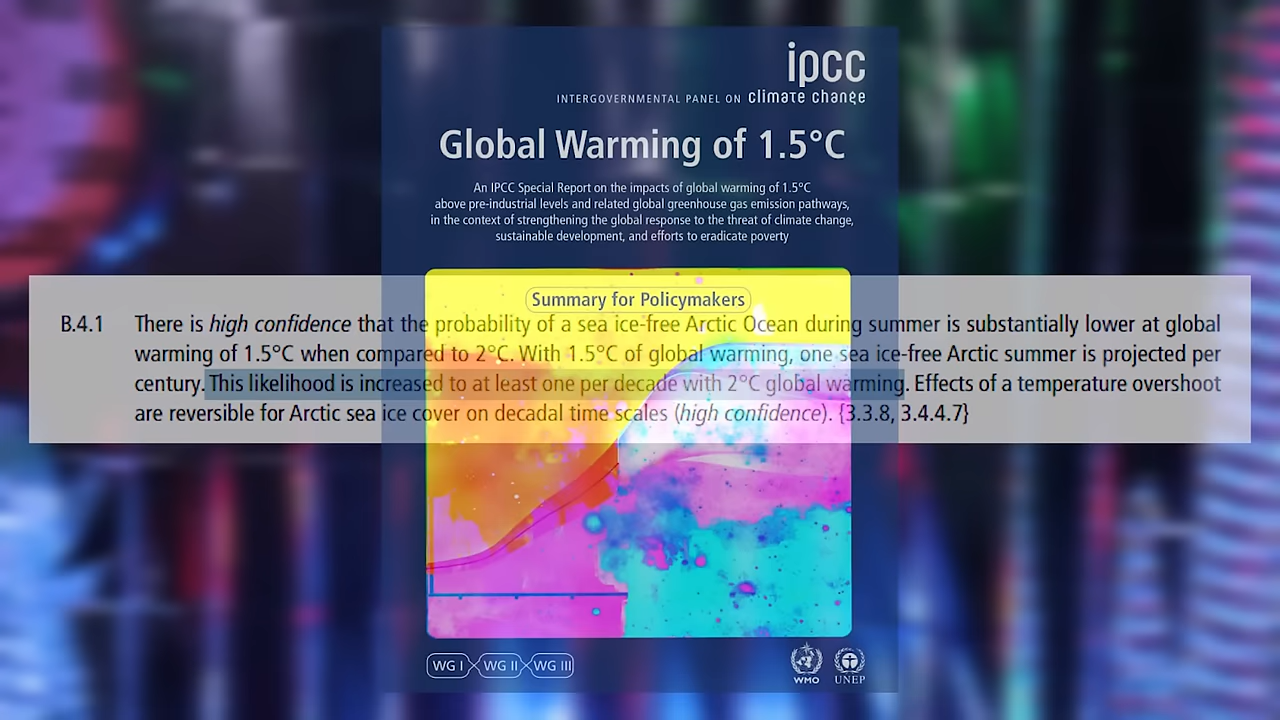 ipcc
INTERGOVERNMENTAL PANEL ON climate change
Global Warming of 1.5°C
An IPCC Special Report on the impacts of global warming of 1.5°C
above pre-industrial levels and related global greenhouse gas emission pathways,
in the context of strengthening the global response to the threat of climate change,
sustainable development, and efforts to eradicate poverty
Summary for Policymakers
B.4.1 There is high confidence that the probability of a sea ice-free Arctic Ocean during summer is substantially lower at global
warming of 1.5°C when compared to 2°C. With 1.5°C of global warming, one sea ice-free Arctic summer is projected per
century. This likelihood is increased to at least one per decade with 2°C global warming. Effects of a temperature overshoot
are reversible for Arctic sea ice cover on decadal time scales (high confidence). {3.3.8, 3.4.4.7}
WG I WG II WG III
WMO UNEP